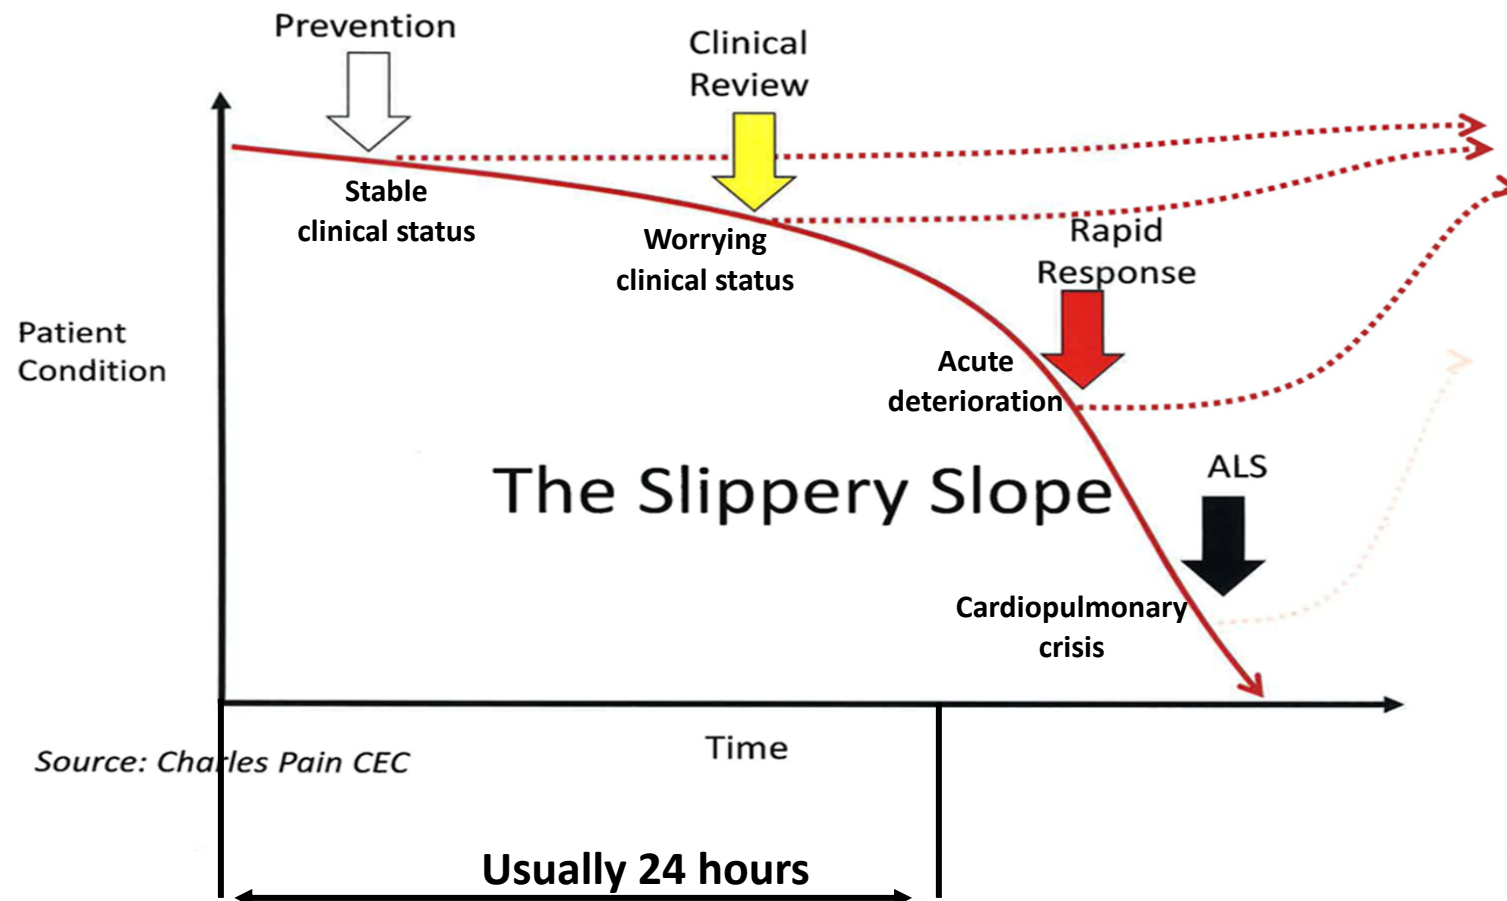 Prevention
Clinical
Review
Stable
clinical status
Worrying
clinical status
Rapid
Response
Patient
Condition
Acute
deterioration
The Slippery Slope
ALS
Cardiopulmonary
crisis
Time
Source: Charles Pain CEC
Usually 24 hours